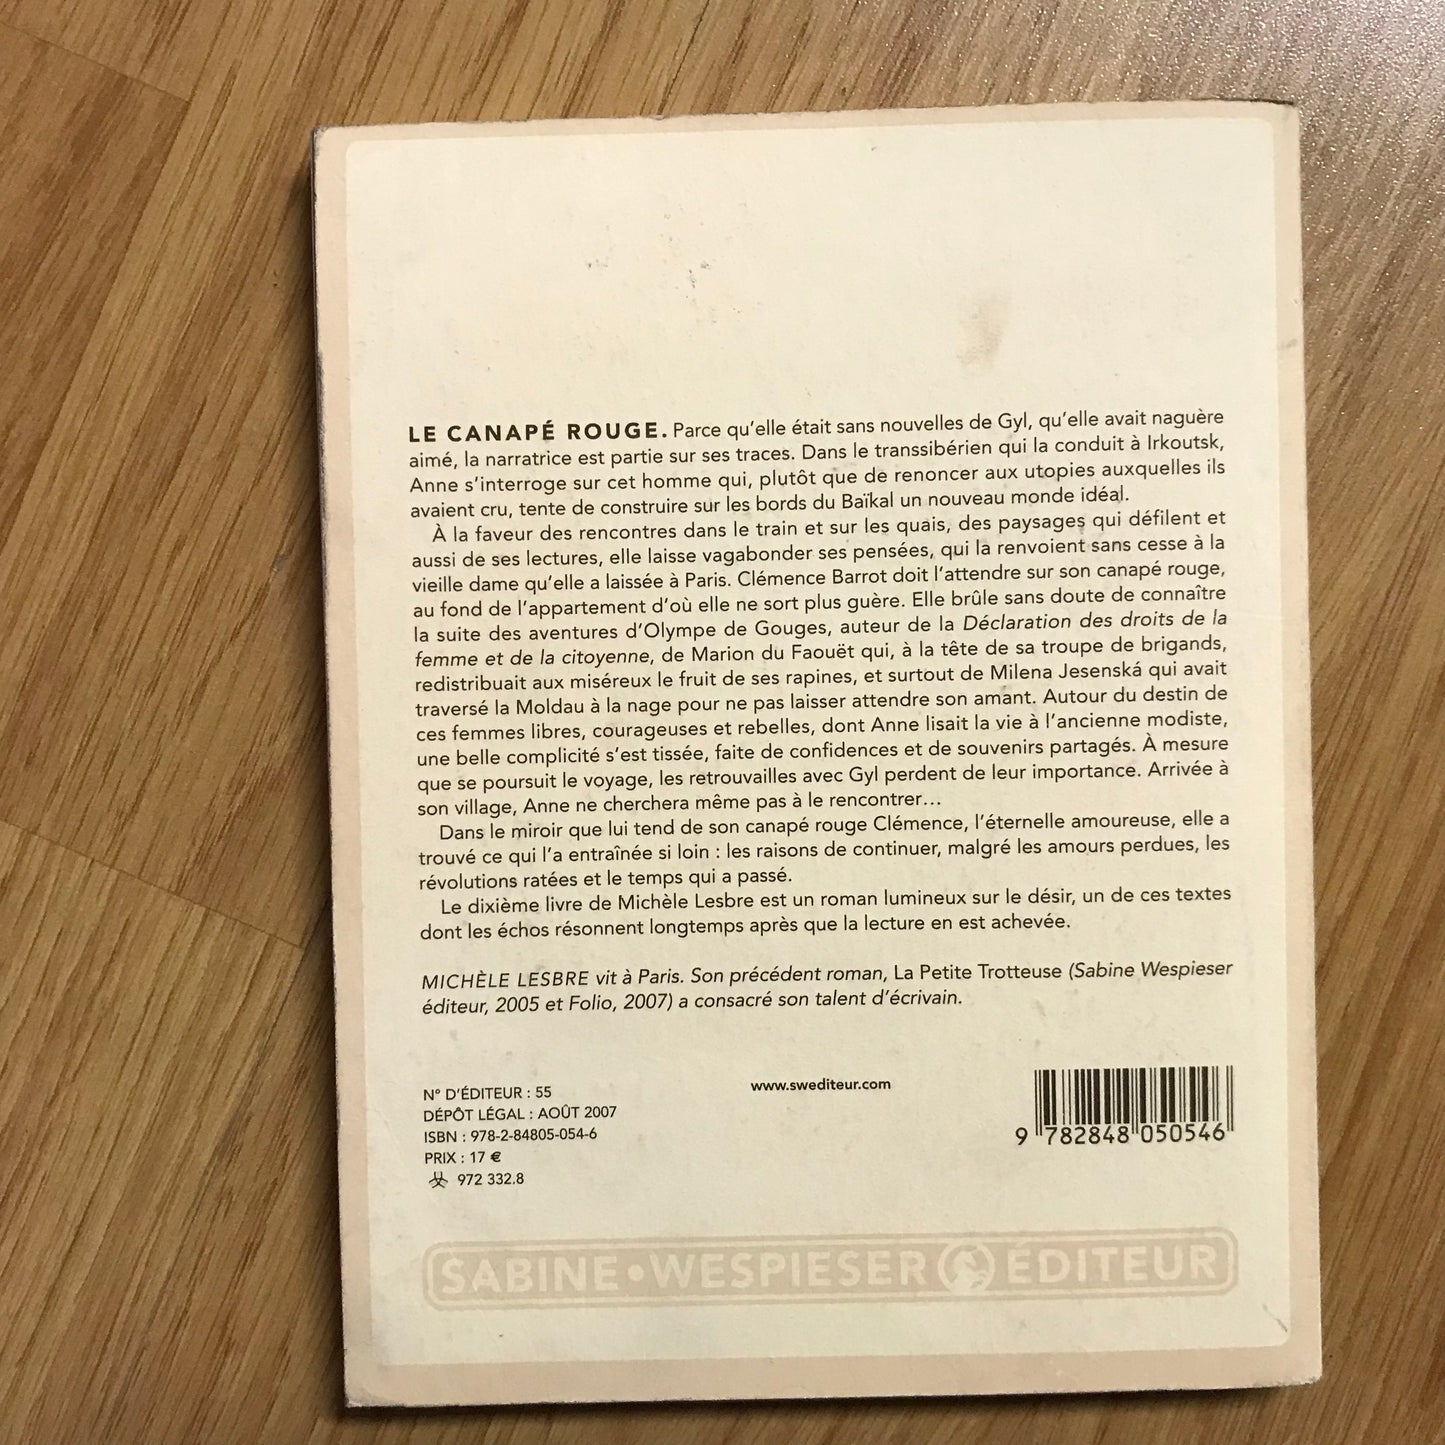 LE CANAPÉ ROUGE. Parce qu'elle était sans nouvelles de Gyl, qu'elle avait naguère
aimé, la narratrice est partie sur ses traces. Dans le transsibérien qui la conduit à Irkoutsk,
Anne s'interroge sur cet homme qui, plutôt que de renoncer aux utopies auxquelles ils
avaient cru, tente de construire sur les bords du Baïkal un nouveau monde idéal.
À la faveur des rencontres dans le train et sur les quais, des paysages qui défilent et
aussi de ses lectures, elle laisse vagabonder ses pensées, qui la renvoient sans cesse à la
vieille dame qu'elle a laissée à Paris. Clémence Barrot doit l'attendre sur son canapé rouge,
au fond de l'appartement d'où elle ne sort plus guère. Elle brûle sans doute de connaître
la suite des aventures d'Olympe de Gouges, auteur de la Déclaration des droits de la
femme et de la citoyenne, de Marion du Faouët qui, à la tête de sa troupe de brigands,
redistribuait aux miséreux le fruit de ses rapines, et surtout de Milena Jesenská qui avait
traversé la Moldau à la nage pour ne pas laisser attendre son amant. Autour du destin de
ces femmes libres, courageuses et rebelles, dont Anne lisait la vie à l'ancienne modiste,
une belle complicité s'est tissée, faite de confidences et de souvenirs partagés. À mesure
que se poursuit le voyage, les retrouvailles avec Gyl perdent de leur importance. Arrivée à
son village, Anne ne cherchera même pas à le rencontrer...
Dans le miroir que lui tend de son canapé rouge Clémence, l'éternelle amoureuse, elle a
trouvé ce qui l'a entraînée si loin : les raisons de continuer, malgré les amours perdues, les
révolutions ratées et le temps qui a passé.
Le dixième livre de Michèle Lesbre est un roman lumineux sur le désir, un de ces textes
dont les échos résonnent longtemps après que la lecture en est achevée.
MICHÈLE LESBRE vit à Paris. Son précédent roman, La Petite Trotteuse (Sabine Wespieser
éditeur, 2005 et Folio, 2007) a consacré son talent d'écrivain.
N° D'ÉDITEUR : 55
DÉPÔT LÉGAL : AOÛT 2007
ISBN : 978-2-84805-054-6
PRIX : 17 €
972 332.8
www.swediteur.com
9 782848 050546
SABINE • WESPIESER ÉDITEUR